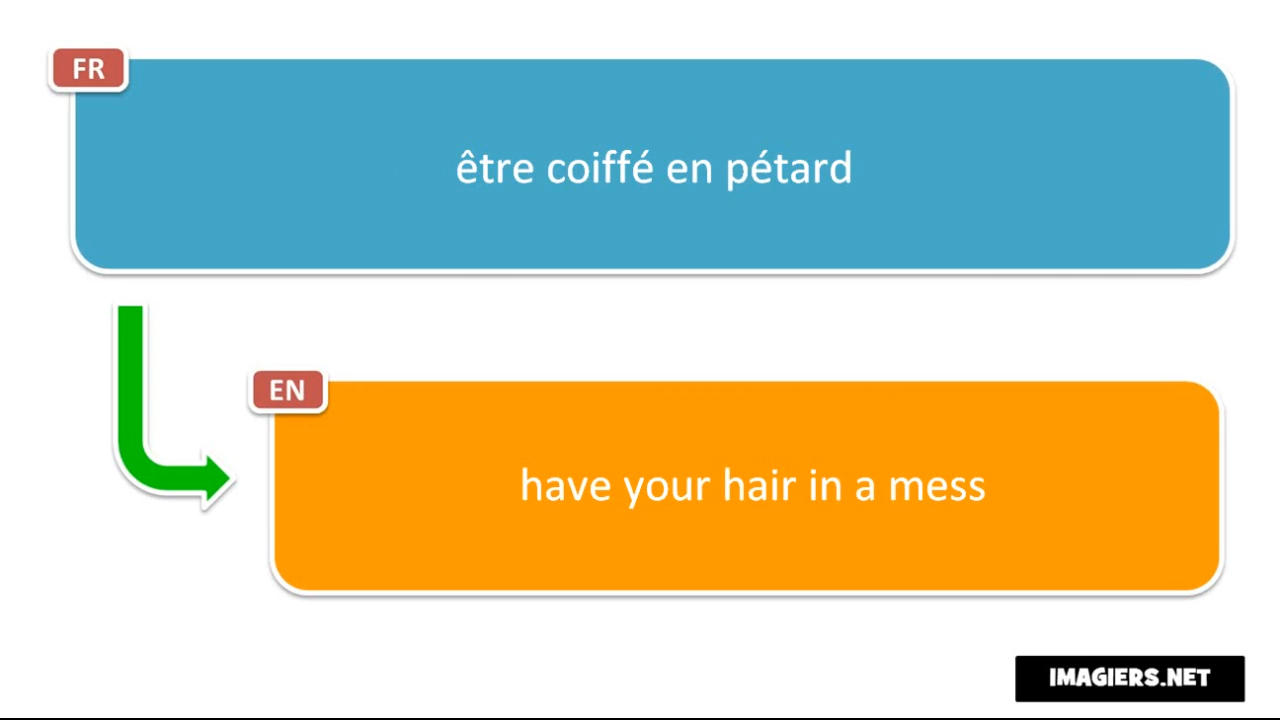 FR
être coiffé en pétard
EN
have your hair in a mess
IMAGIERS.NET